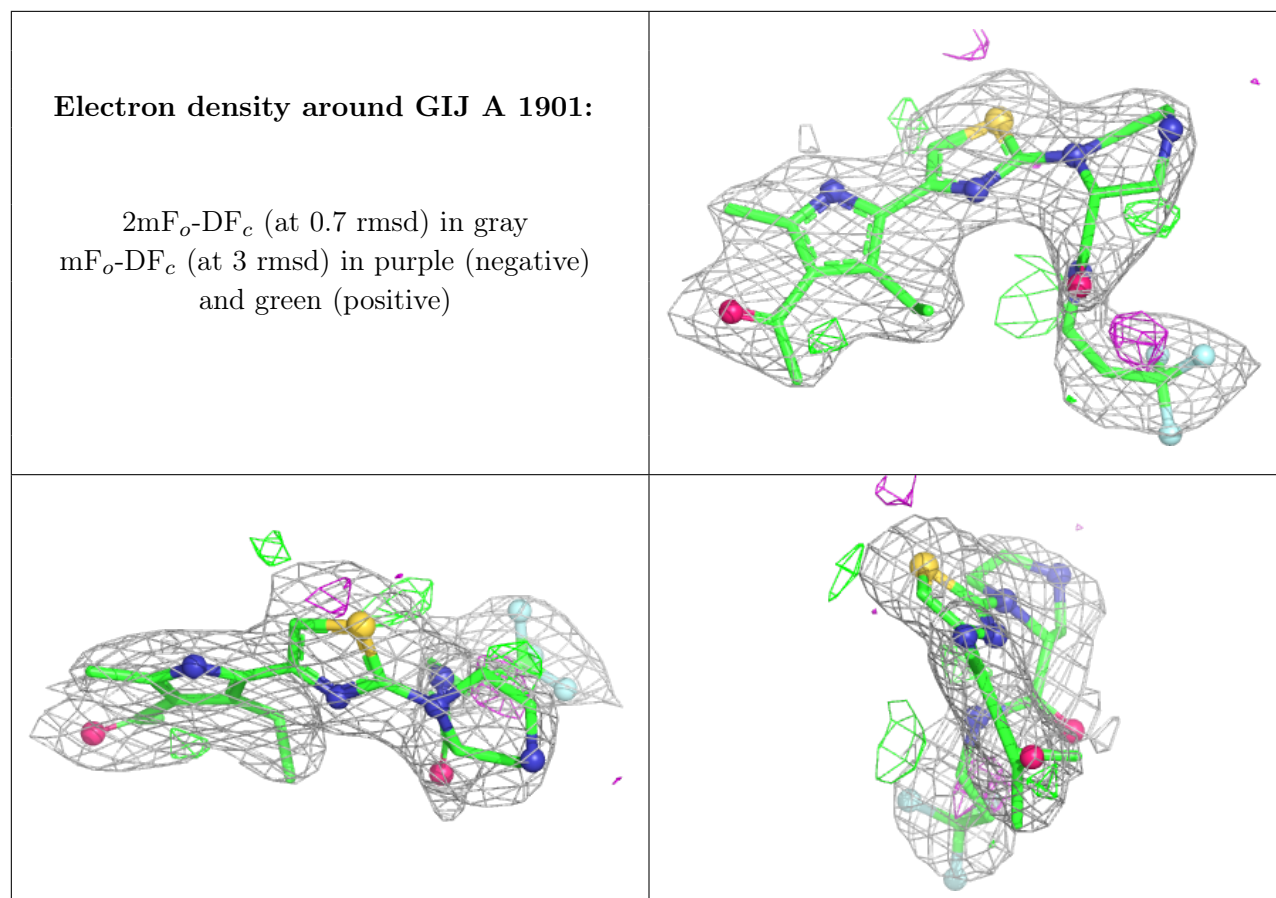 Electron density around GIJ A 1901:
2mFo-DFc (at 0.7 rmsd) in gray
mFo-DFc (at 3 rmsd) in purple (negative)
and green (positive)